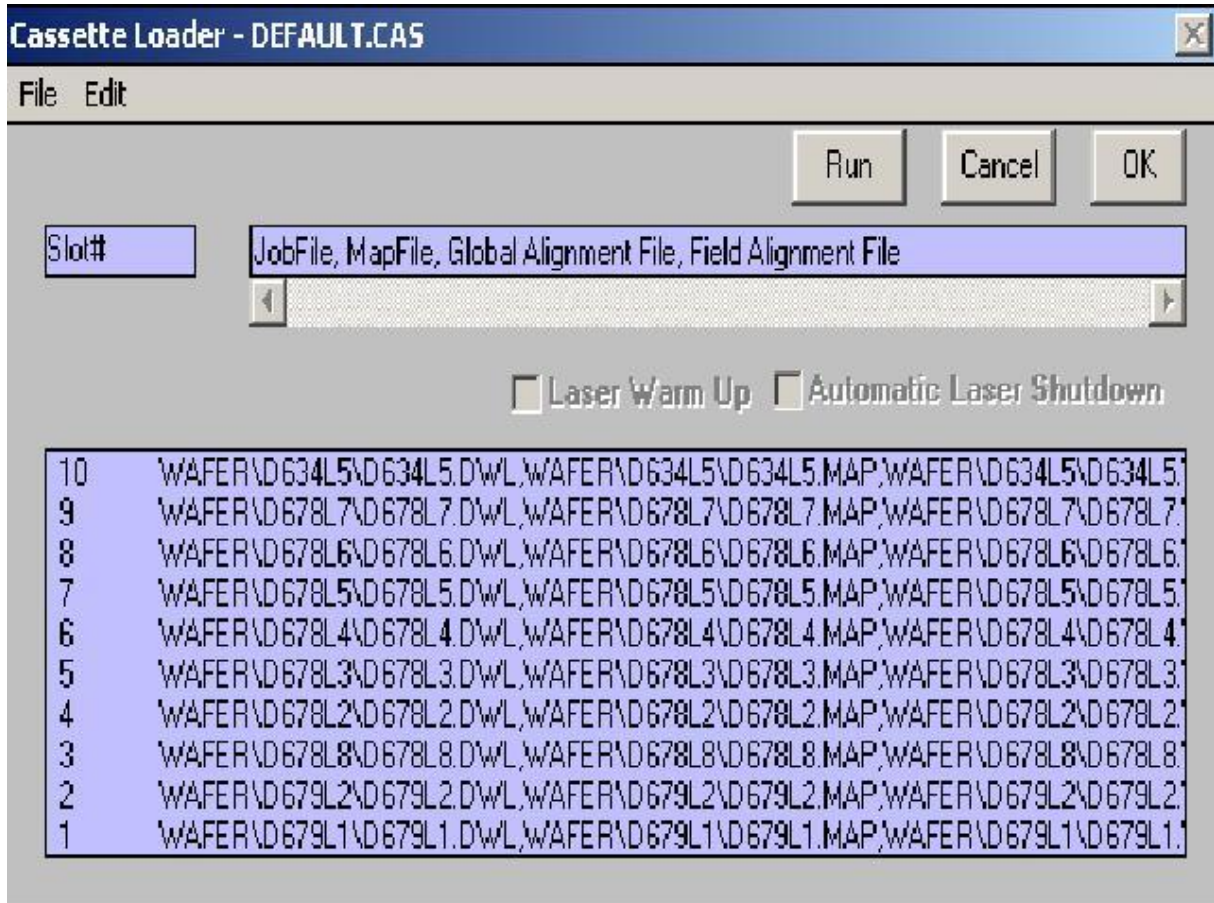 Cassette Loader - DEFAULT.CAS
File Edit
Run Cancel OK
Slot# JobFile, MapFile, Global Alignment File, Field Alignment File
Laser Warm Up Automatic Laser Shutdown
10 WAFER\D634L5\D634L5.DWL,WAFER\D634L5\D634L5.MAP,WAFER\D634L5\D634L5.
9 WAFER\D678L7\D678L7.DWL,WAFER\D678L7\D678L7.MAP,WAFER\D678L7\D678L7.
8 WAFER\D678L6\D678L6.DWL,WAFER\D678L6\D678L6.MAP,WAFER\D678L6\D678L6.
7 WAFER\D678L5\D678L5.DWL,WAFER\D678L5\D678L5.MAP,WAFER\D678L5\D678L5.
6 WAFER\D678L4\D678L4.DWL,WAFER\D678L4\D678L4.MAP,WAFER\D678L4\D678L4.
5 WAFER\D678L3\D678L3.DWL,WAFER\D678L3\D678L3.MAP,WAFER\D678L3\D678L3.
4 WAFER\D678L2\D678L2.DWL,WAFER\D678L2\D678L2.MAP,WAFER\D678L2\D678L2.
3 WAFER\D678L8\D678L8.DWL,WAFER\D678L8\D678L8.MAP,WAFER\D678L8\D678L8.
2 WAFER\D679L2\D679L2.DWL,WAFER\D679L2\D679L2.MAP,WAFER\D679L2\D679L2.
1 WAFER\D679L1\D679L1.DWL,WAFER\D679L1\D679L1.MAP,WAFER\D679L1\D679L1.